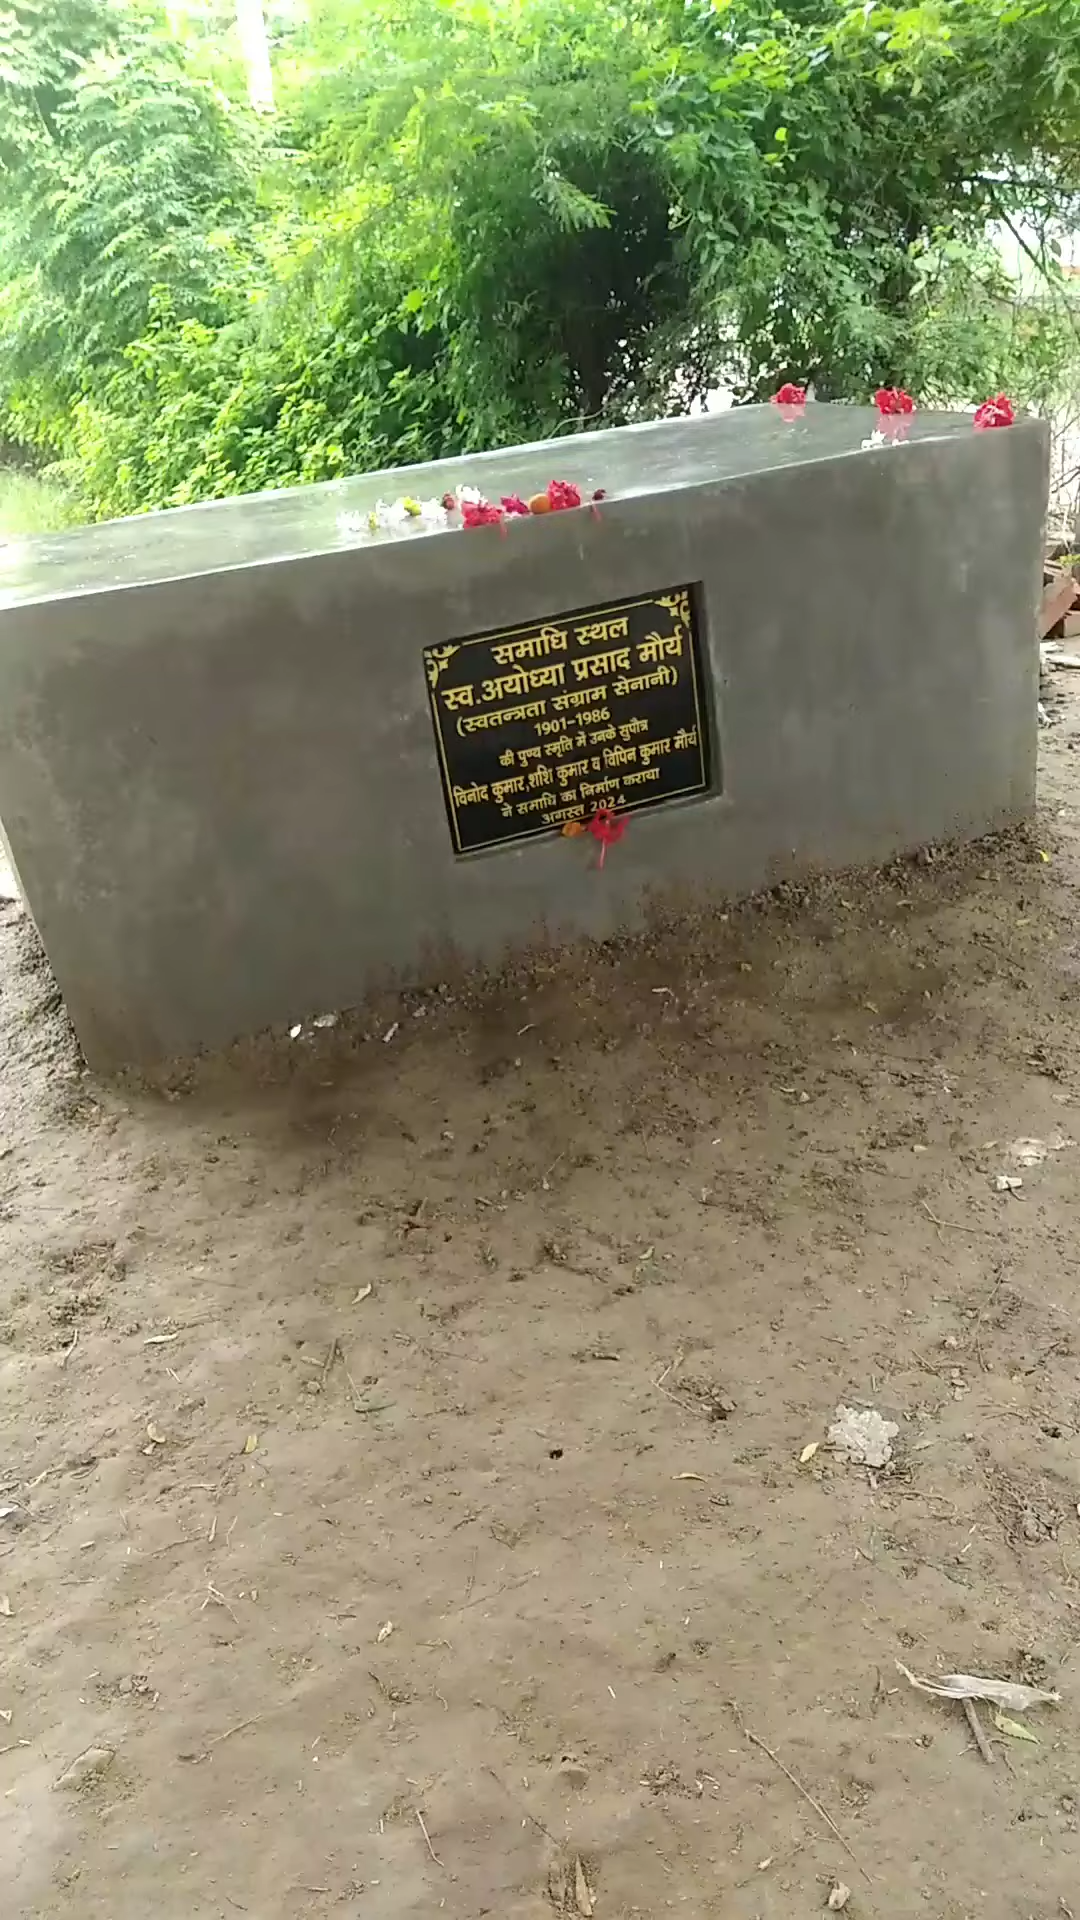 समाधि स्थल
स्व.अयोध्या प्रसाद मौर्य
(स्वतन्त्रता संग्राम सेनानी)
1901-1986
की पुण्य स्मृति में उनके सुपौत्र
विनोद कुमार,शशि कुमार व विपिन कुमार मौर्य
ने समाधि का निर्माण कराया
अगस्त 2024